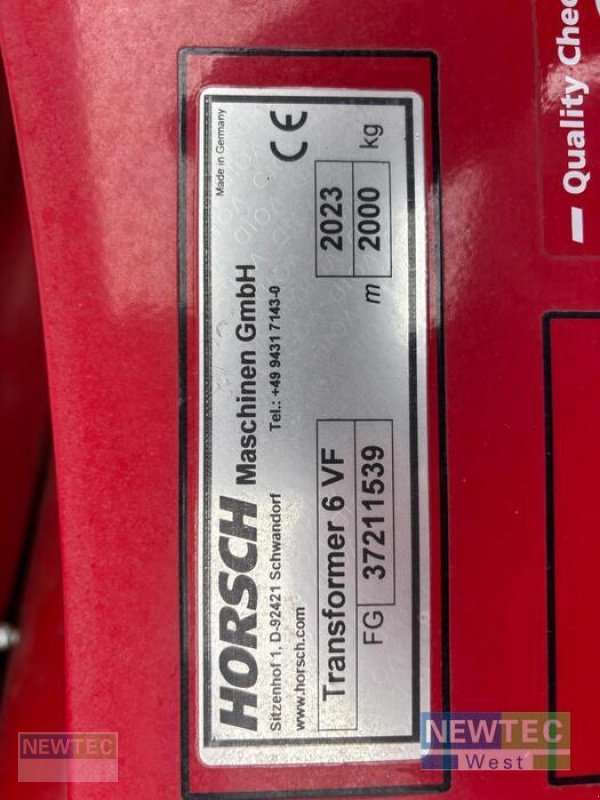 HORSCH Maschinen GmbH
Made in Germany
CE
Sitzenhof 1, D-92421 Schwandorf
Tel.: +49 9431 7143-0
www.horsch.com
Transformer 6 VF
2023
FG 37211539
m 2000 kg
Quality Chec
NEWTEC
NEWTEC
West